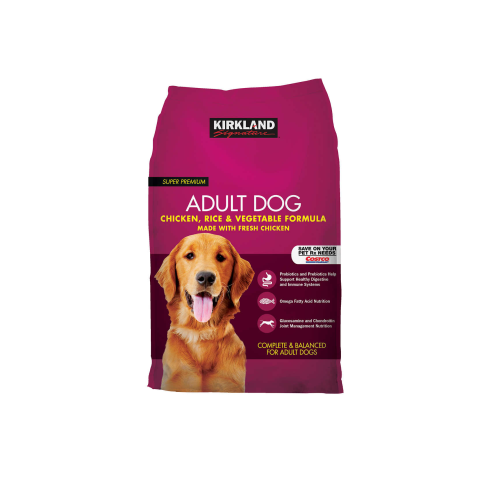 KIRKLAND
Signature
SUPER PREMIUM
ADULT DOG
CHICKEN, RICE & VEGETABLE FORMULA
MADE WITH FRESH CHICKEN
SAVE ON YOUR
PET Rx NEEDS
Costco
Probiotics and Prebiotics Help
Support Healthy Digestive
and Immune Systems
Omega Fatty Acid Nutrition
Glucosamine and Chondroitin
Joint Management Nutrition
COMPLETE & BALANCED
FOR ADULT DOGS